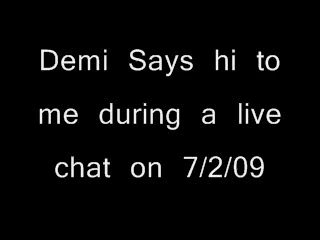 Demi Says hi to
me during a live
chat on 7/2/09